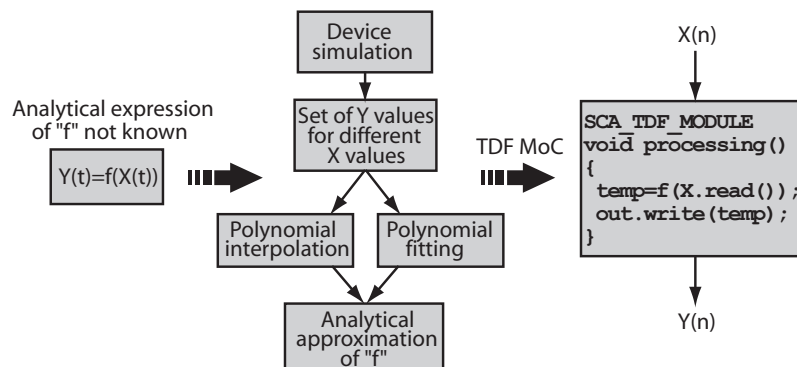 Analytical expression
of "f" not known
Y(t)=f(X(t))
Device
simulation
Set of Y values
for different
X values
Polynomial
interpolation
Polynomial
fitting
Analytical
approximation
of "f"
TDF MoC
X(n)
SCA_TDF_MODULE
void processing()
{
temp=f(X.read());
out.write(temp);
}
Y(n)